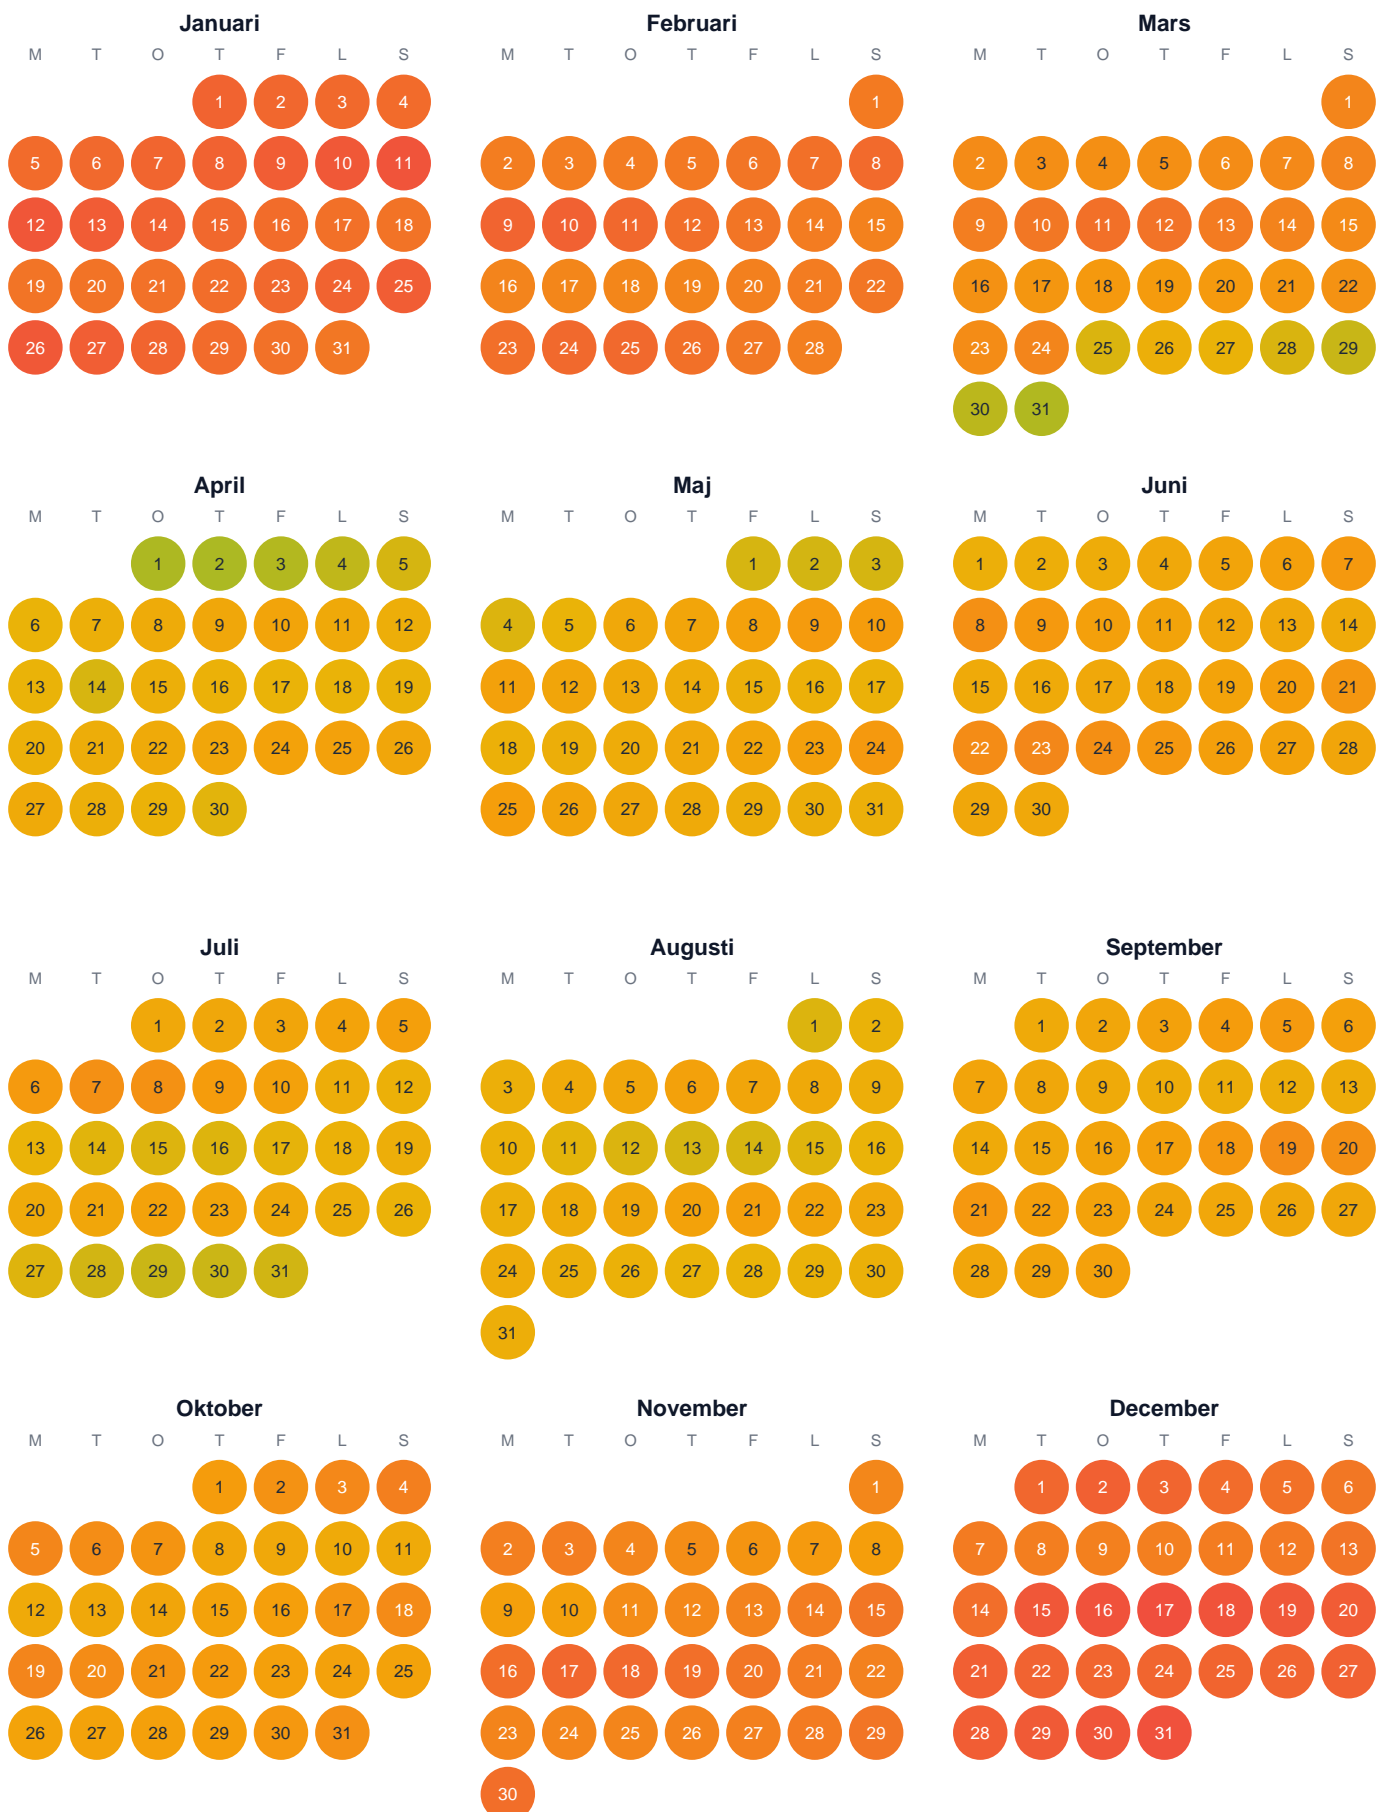 Januari Februari Mars
M T O T F L S M T O T F L S M T O T F L S
1 2 3 4 1 1
5 6 7 8 9 10 11 2 3 4 5 6 7 8 2 3 4 5 6 7 8
12 13 14 15 16 17 18 9 10 11 12 13 14 15 9 10 11 12 13 14 15
19 20 21 22 23 24 25 16 17 18 19 20 21 22 16 17 18 19 20 21 22
26 27 28 29 30 31 23 24 25 26 27 28 23 24 25 26 27 28 29
30 31
April Maj Juni
M T O T F L S M T O T F L S M T O T F L S
1 2 3 4 5 1 2 3 1 2 3 4 5 6 7
6 7 8 9 10 11 12 4 5 6 7 8 9 10 8 9 10 11 12 13 14
13 14 15 16 17 18 19 11 12 13 14 15 16 17 15 16 17 18 19 20 21
20 21 22 23 24 25 26 18 19 20 21 22 23 24 22 23 24 25 26 27 28
27 28 29 30 25 26 27 28 29 30 31 29 30
Juli Augusti September
M T O T F L S M T O T F L S M T O T F L S
1 2 3 4 5 1 2 1 2 3 4 5 6
6 7 8 9 10 11 12 3 4 5 6 7 8 9 7 8 9 10 11 12 13
13 14 15 16 17 18 19 10 11 12 13 14 15 16 14 15 16 17 18 19 20
20 21 22 23 24 25 26 17 18 19 20 21 22 23 21 22 23 24 25 26 27
27 28 29 30 31 24 25 26 27 28 29 30 28 29 30
31
Oktober November December
M T O T F L S M T O T F L S M T O T F L S
1 2 3 4 1 1 2 3 4 5 6
5 6 7 8 9 10 11 2 3 4 5 6 7 8 7 8 9 10 11 12 13
12 13 14 15 16 17 18 9 10 11 12 13 14 15 14 15 16 17 18 19 20
19 20 21 22 23 24 25 16 17 18 19 20 21 22 21 22 23 24 25 26 27
26 27 28 29 30 31 23 24 25 26 27 28 29 28 29 30 31
30